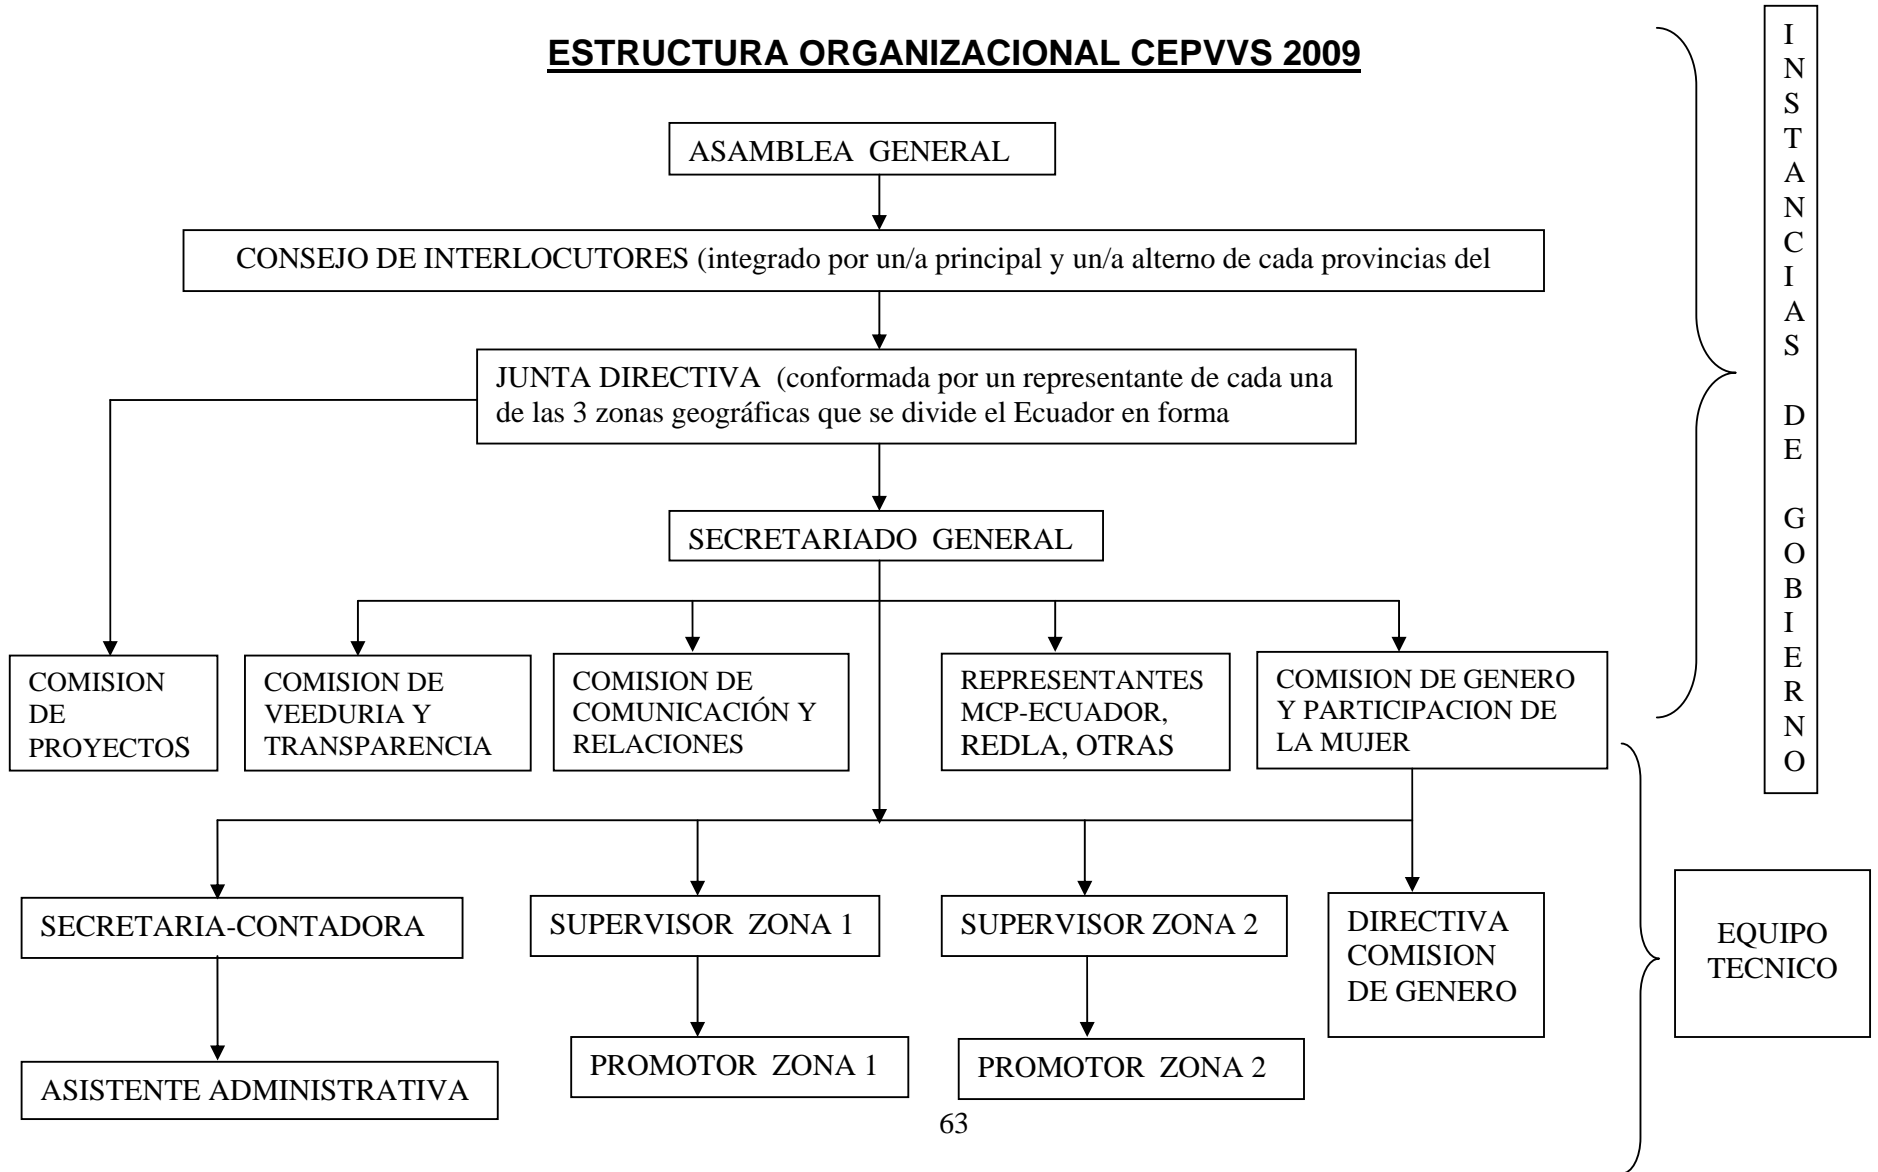 ESTRUCTURA ORGANIZACIONAL CEPVVS 2009
ASAMBLEA GENERAL
CONSEJO DE INTERLOCUTORES (integrado por un/a principal y un/a alterno de cada provincias del
JUNTA DIRECTIVA (conformada por un representante de cada una
de las 3 zonas geográficas que se divide el Ecuador en forma
SECRETARIADO GENERAL
COMISION
DE
PROYECTOS
COMISION DE
VEEDURIA Y
TRANSPARENCIA
COMISION DE
COMUNICACIÓN Y
RELACIONES
REPRESENTANTES
MCP-ECUADOR,
REDLA, OTRAS
COMISION DE GENERO
Y PARTICIPACION DE
LA MUJER
INSTANCIAS DE GOBIERNO
SECRETARIA-CONTADORA
SUPERVISOR ZONA 1
SUPERVISOR ZONA 2
DIRECTIVA
COMISION
DE GENERO
EQUIPO
TECNICO
ASISTENTE ADMINISTRATIVA
PROMOTOR ZONA 1
PROMOTOR ZONA 2
63